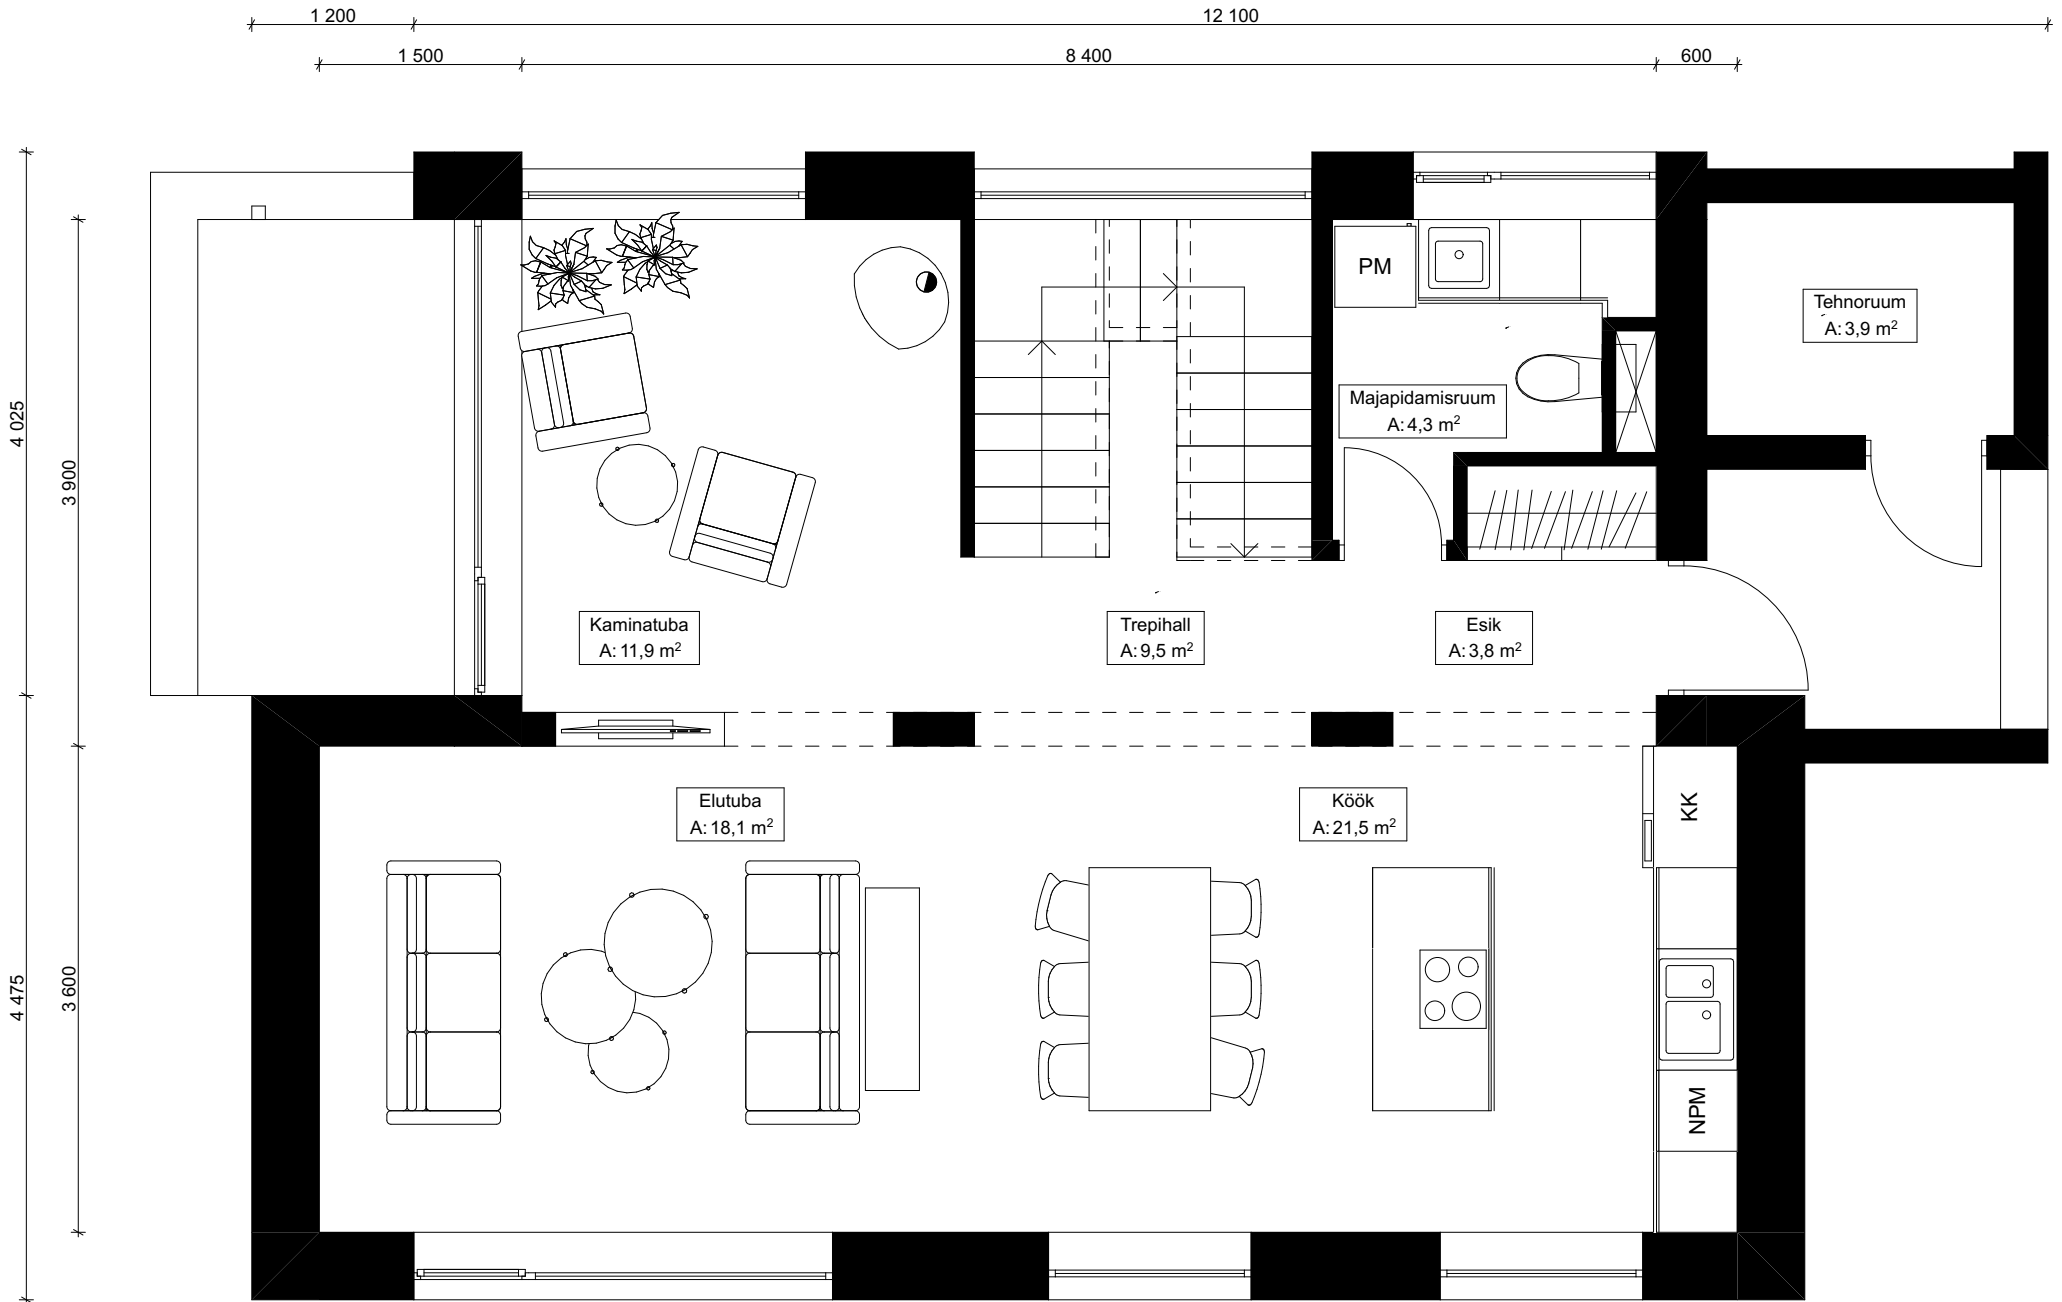 1 200
12 100
1 500
8 400
600
4 025
3 900
PM
Tehnoruum
A: 3,9 m²
Majapidamisruum
A: 4,3 m²
Kaminatuba
A: 11,9 m²
Trepihall
A: 9,5 m²
Esik
A: 3,8 m²
Elutuba
A: 18,1 m²
Köök
A: 21,5 m²
KK
4 475
3 600
NPM